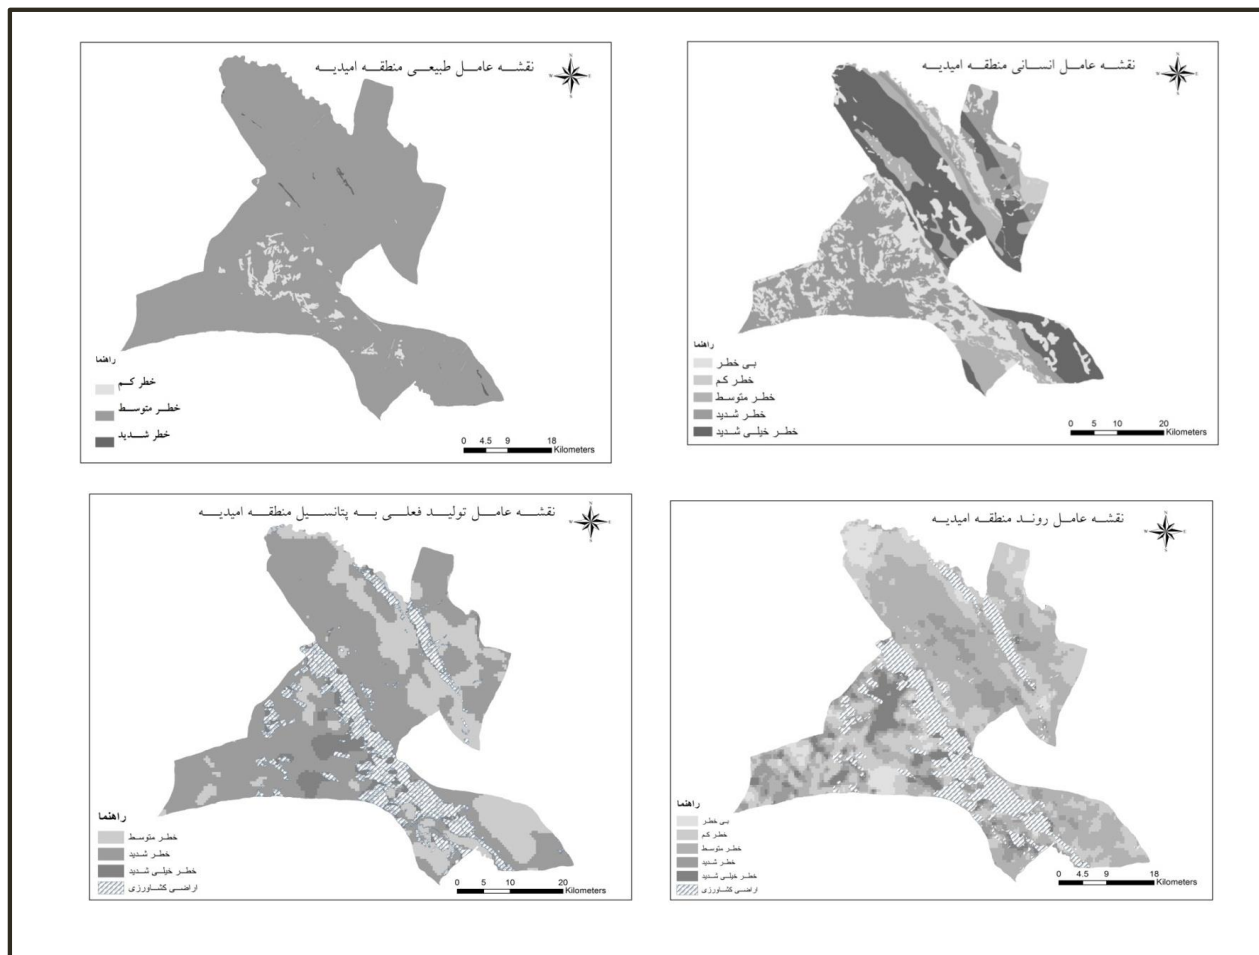 نقشه عامل طبیعی منطقه امیدیه
راهنما
خطر کم
خطر متوسط
خطر شدید
0 4.5 9 18
Kilometers
نقشه عامل انسانی منطقه امیدیه
راهنما
بی خطر
خطر کم
خطر متوسط
خطر شدید
خطر خیلی شدید
0 5 10 20
Kilometers
نقشه عامل تولید فعلی به پتانسیل منطقه امیدیه
راهنما
خطر متوسط
خطر شدید
خطر خیلی شدید
اراضی کشاورزی
0 5 10 20
Kilometers
نقشه عامل روند منطقه امیدیه
راهنما
بی خطر
خطر کم
خطر متوسط
خطر شدید
خطر خیلی شدید
اراضی کشاورزی
0 4.5 9 18
Kilometers